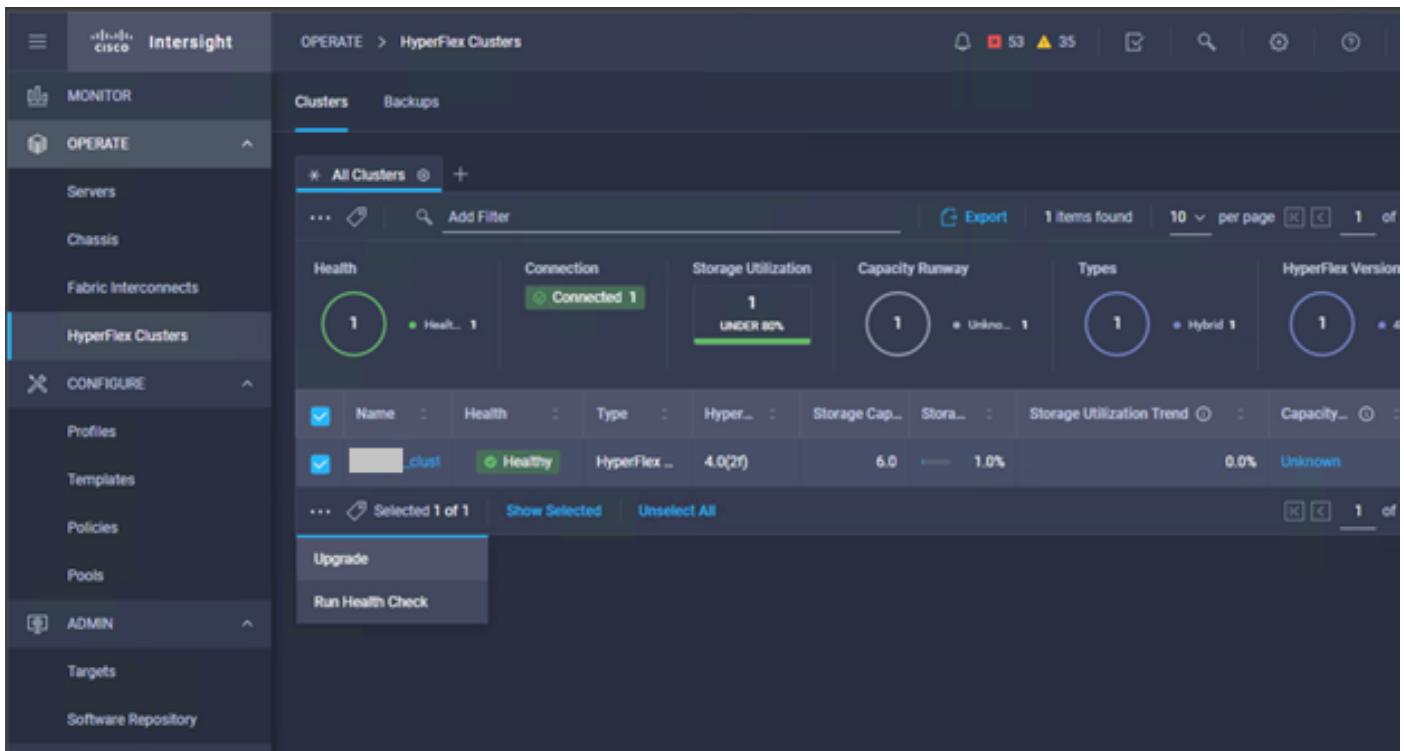 cisco Intersight
OPERATE > HyperFlex Clusters
53 35
MONITOR
OPERATE
Servers
Chassis
Fabric Interconnects
HyperFlex Clusters
CONFIGURE
Profiles
Templates
Policies
Pools
ADMIN
Targets
Software Repository
Clusters Backups
All Clusters +
... Add Filter Export 1 items found 10 per page 1 of
Health Connection Storage Utilization Capacity Runway Types HyperFlex Version
1 Healt... 1 Connected 1 1 UNDER 80% 1 Unkno... 1 1 Hybrid 1 1 4
Name Health Type Hyper... Storage Cap... Stora... Storage Utilization Trend Capacity...
_clust Healthy HyperFlex ... 4.0(2f) 6.0 1.0% 0.0% Unknown
... Selected 1 of 1 Show Selected Unselect All 1 of
Upgrade
Run Health Check